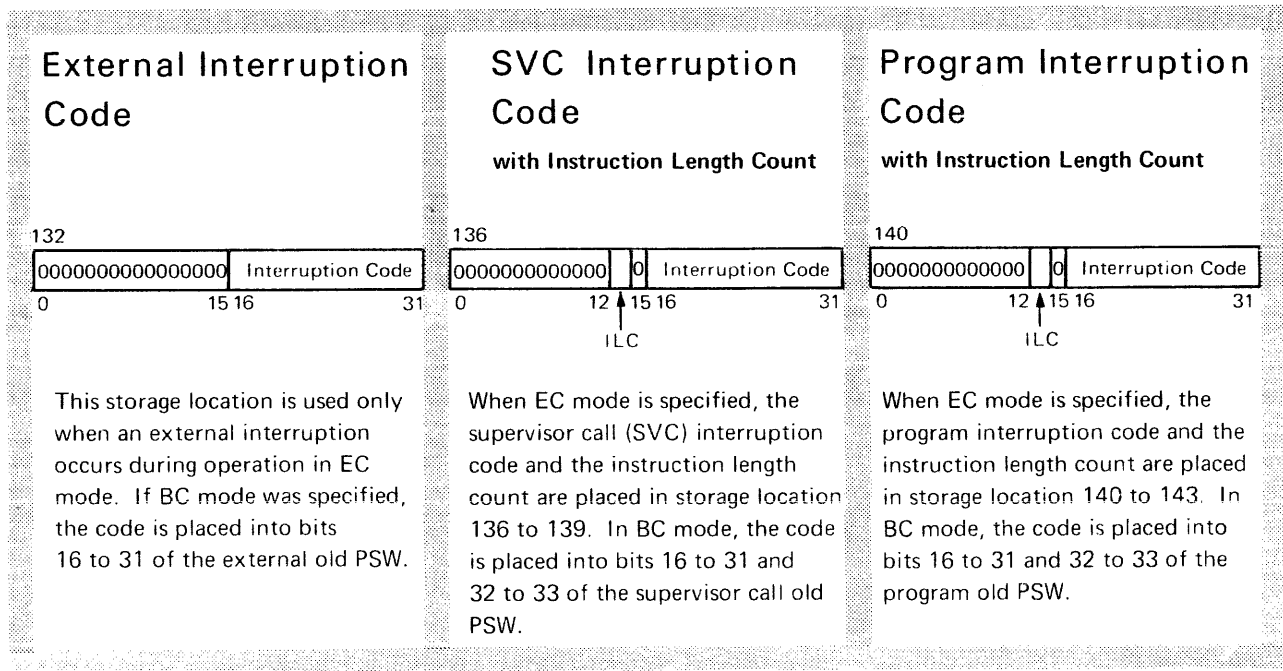 External Interruption
Code
132
0000000000000000 Interruption Code
0 15 16 31
This storage location is used only
when an external interruption
occurs during operation in EC
mode. If BC mode was specified,
the code is placed into bits
16 to 31 of the external old PSW.
SVC Interruption
Code
with Instruction Length Count
136
0000000000000 0 Interruption Code
0 12 15 16 31
ILC
When EC mode is specified, the
supervisor call (SVC) interruption
code and the instruction length
count are placed in storage location
136 to 139. In BC mode, the code
is placed into bits 16 to 31 and
32 to 33 of the supervisor call old
PSW.
Program Interruption
Code
with Instruction Length Count
140
0000000000000 0 Interruption Code
0 12 15 16 31
ILC
When EC mode is specified, the
program interruption code and the
instruction length count are placed
in storage location 140 to 143. In
BC mode, the code is placed into
bits 16 to 31 and 32 to 33 of the
program old PSW.